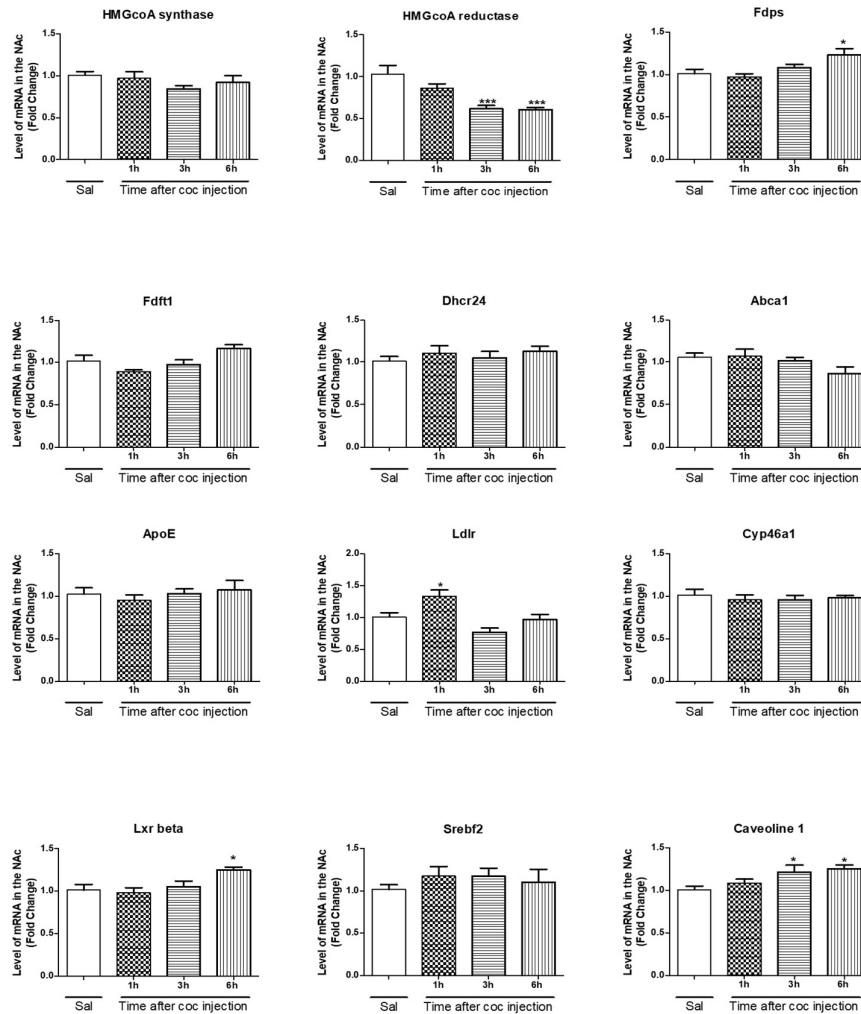 HMGcoA synthase
Level of mRNA in the NAc
(Fold Change)
1.5
1.0
0.5
0.0
1h
3h
6h
Sal
Time after coc injection
HMGcoA reductase
Level of mRNA in the NAc
(Fold Change)
1.5
1.0
0.5
0.0
***
***
1h
3h
6h
Sal
Time after coc injection
Fdps
Level of mRNA in the NAc
(Fold Change)
1.5
1.0
0.5
0.0
*
1h
3h
6h
Sal
Time after coc injection
Fdft1
Level of mRNA in the NAc
(Fold Change)
1.5
1.0
0.5
0.0
1h
3h
6h
Sal
Time after coc injection
Dhcr24
Level of mRNA in the NAc
(Fold Change)
1.5
1.0
0.5
0.0
1h
3h
6h
Sal
Time after coc injection
Abca1
Level of mRNA in the NAc
(Fold Change)
1.5
1.0
0.5
0.0
1h
3h
6h
Sal
Time after coc injection
ApoE
Level of mRNA in the NAc
(Fold Change)
1.5
1.0
0.5
0.0
1h
3h
6h
Sal
Time after coc injection
Ldlr
Level of mRNA in the NAc
(Fold Change)
2.0
1.5
1.0
0.5
0.0
*
1h
3h
6h
Sal
Time after coc injection
Cyp46a1
Level of mRNA in the NAc
(Fold Change)
1.5
1.0
0.5
0.0
1h
3h
6h
Sal
Time after coc injection
Lxr beta
Level of mRNA in the NAc
(Fold Change)
1.5
1.0
0.5
0.0
*
1h
3h
6h
Sal
Time after coc injection
Srebf2
Level of mRNA in the NAc
(Fold Change)
1.5
1.0
0.5
0.0
1h
3h
6h
Sal
Time after coc injection
Caveoline 1
Level of mRNA in the NAc
(Fold Change)
1.5
1.0
0.5
0.0
*
*
1h
3h
6h
Sal
Time after coc injection